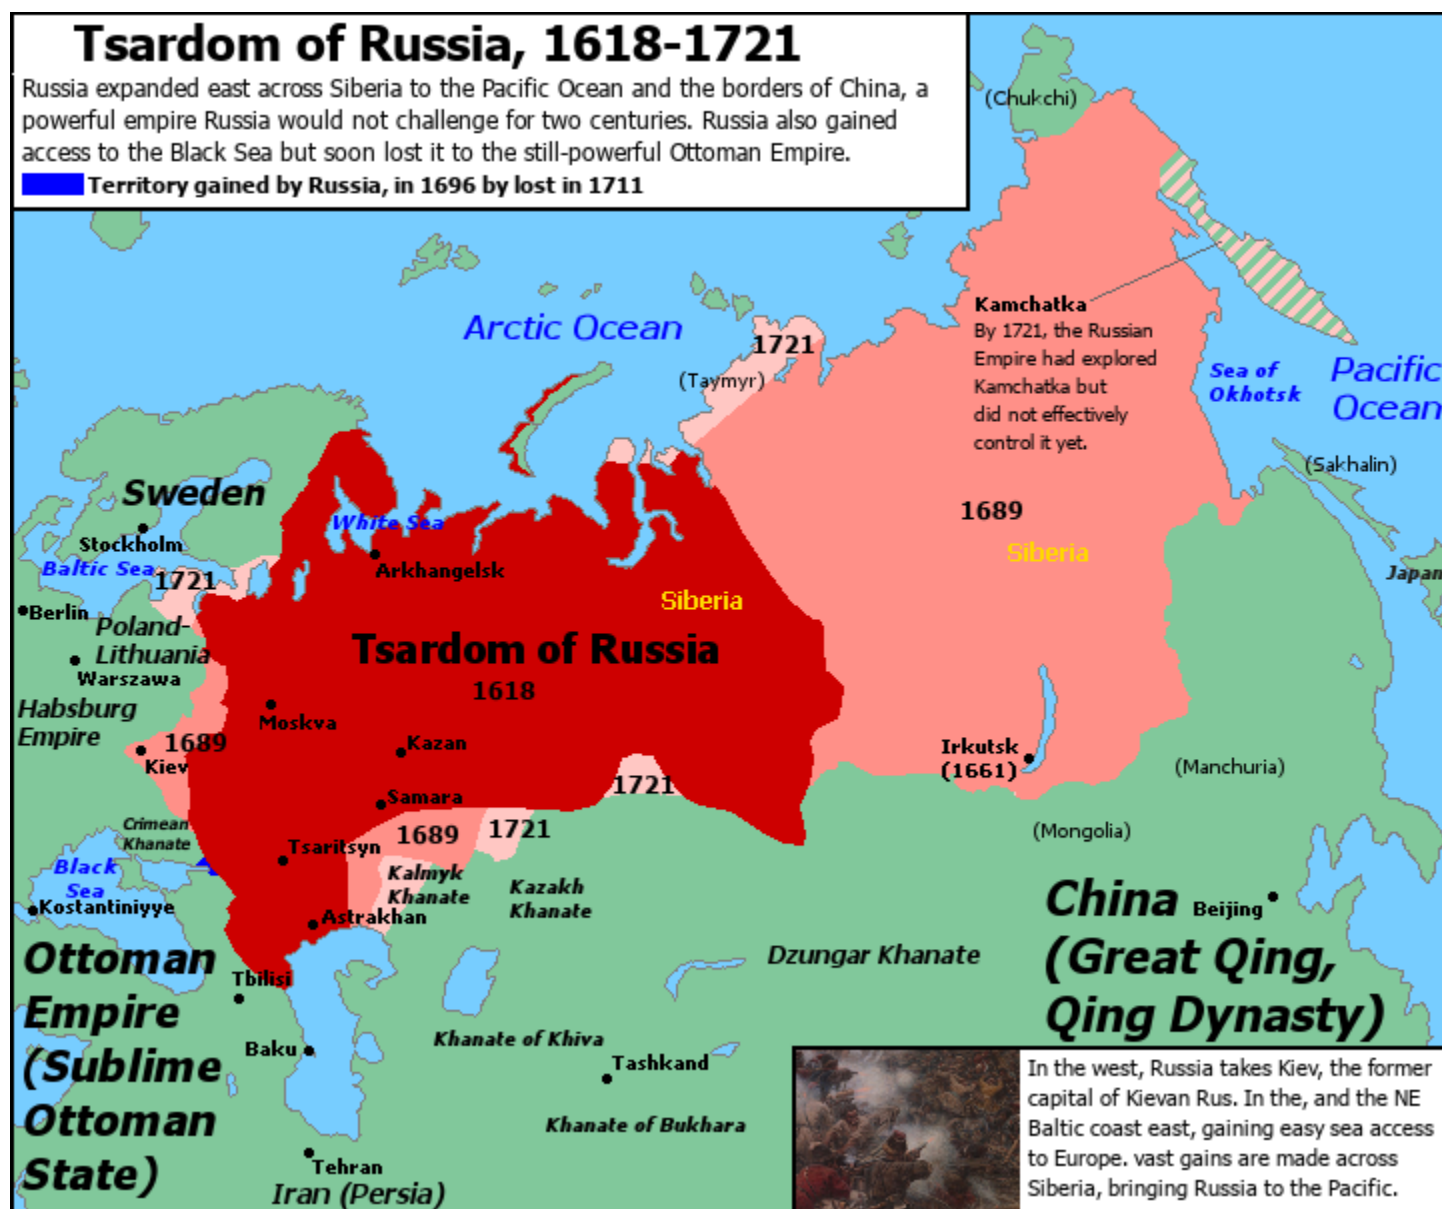 Tsardom of Russia, 1618-1721
Russia expanded east across Siberia to the Pacific Ocean and the borders of China, a
powerful empire Russia would not challenge for two centuries. Russia also gained
access to the Black Sea but soon lost it to the still-powerful Ottoman Empire.
Territory gained by Russia, in 1696 by lost in 1711
(Chukchi)
Kamchatka
By 1721, the Russian
Empire had explored
Kamchatka but
did not effectively
control it yet.
Arctic Ocean
1721
(Taymyr)
Sea of
Okhotsk
Pacific
Ocean
(Sakhalin)
Sweden
Stockholm
White Sea
Arkhangelsk
1689
Siberia
Japan
Baltic Sea
1721
Siberia
Berlin
Poland-
Lithuania
Warszawa
Tsardom of Russia
1618
Habsburg
Empire
Moskva
1689
Kiev
Kazan
Irkutsk
(1661)
(Manchuria)
1721
Samara
Crimean
Khanate
1689
1721
(Mongolia)
Tsaritsyn
Black
Sea
Kalmyk
Khanate
Kazakh
Khanate
Kostantiniyye
Astrakhan
China
(Great Qing,
Qing Dynasty)
Beijing
Ottoman
Empire
(Sublime
Ottoman
State)
Tbilisi
Dzungar Khanate
Baku
Khanate of Khiva
Tashkand
Khanate of Bukhara
Tehran
Iran (Persia)
In the west, Russia takes Kiev, the former
capital of Kievan Rus. In the, and the NE
Baltic coast east, gaining easy sea access
to Europe. vast gains are made across
Siberia, bringing Russia to the Pacific.